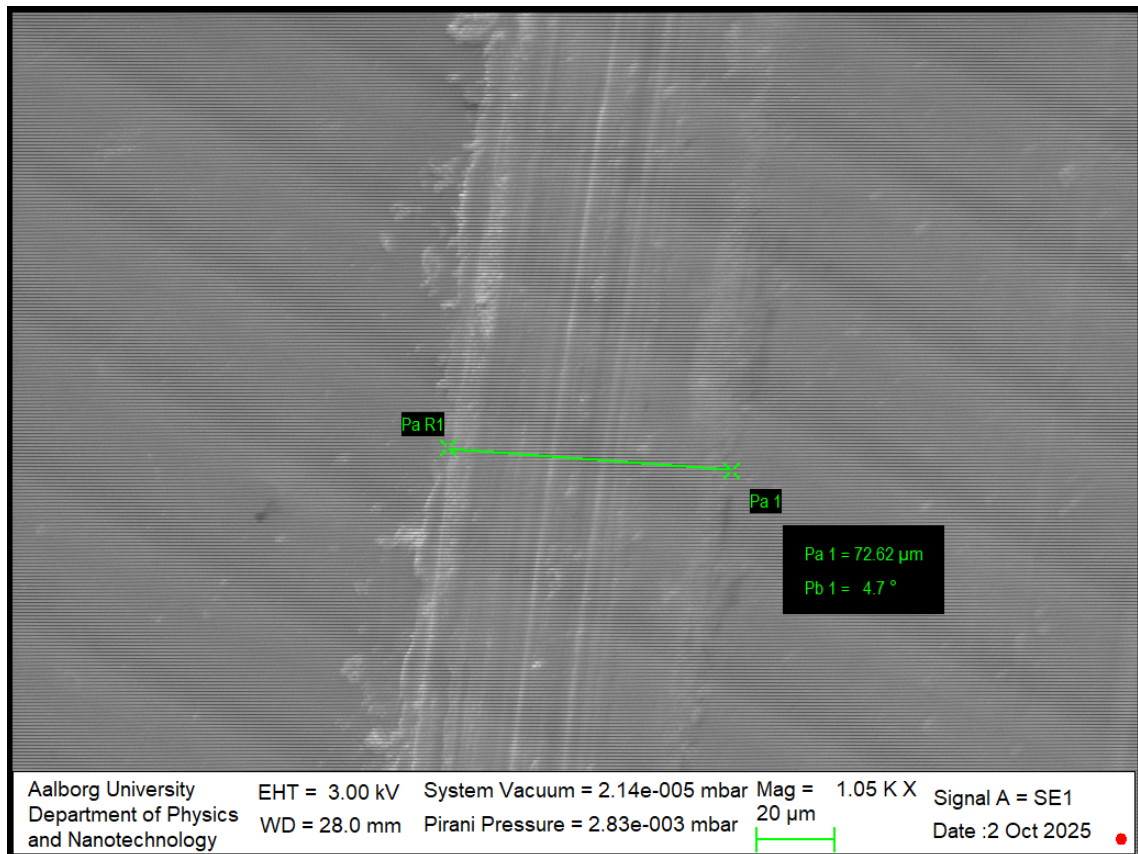 Pa R1
Pa 1
Pa 1 = 72.62 µm
Pb 1 = 4.7 °
Aalborg University
Department of Physics
and Nanotechnology
EHT = 3.00 kV
WD = 28.0 mm
System Vacuum = 2.14e-005 mbar
Pirani Pressure = 2.83e-003 mbar
Mag = 1.05 K X
20 µm
Signal A = SE1
Date :2 Oct 2025